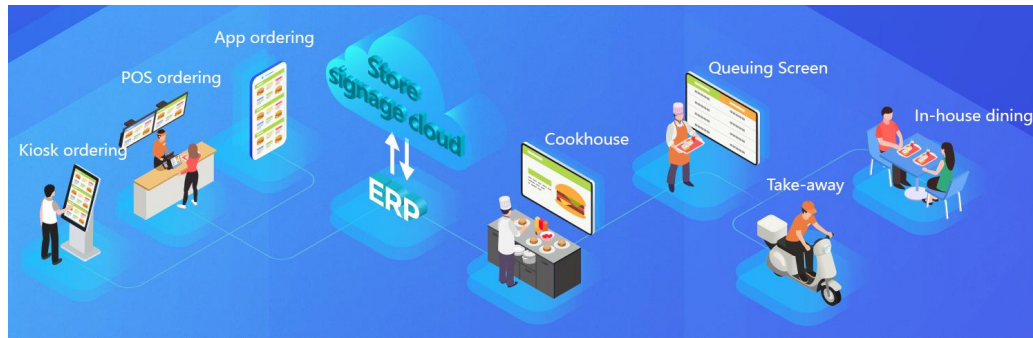 App ordering
POS ordering
Kiosk ordering
Store
signage cloud
ERP
Cookhouse
Queuing Screen
Take-away
In-house dining